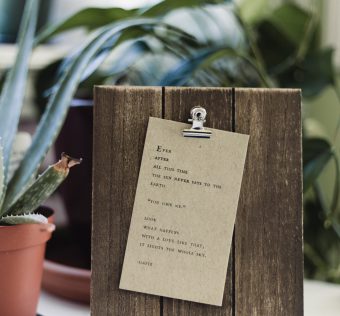 Even
after
all this time
the sun never says to the
earth,
"you owe me."
Look
what happens
with a love like that,
it lights the whole sky.
-Hafiz